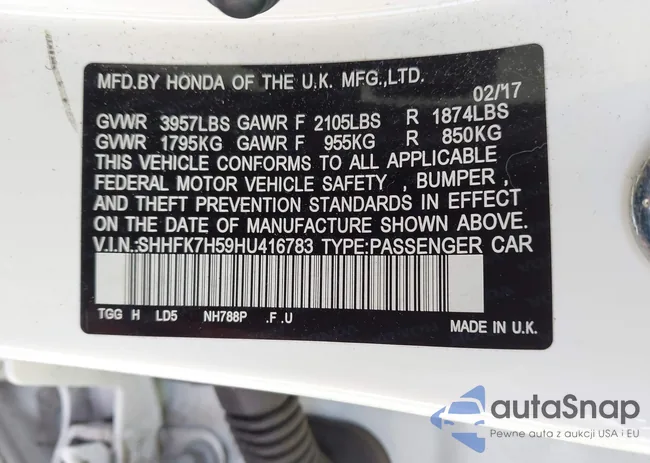 MFD.BY HONDA OF THE U.K. MFG.,LTD.
02/17
GVWR 3957LBS GAWR F 2105LBS R 1874LBS
GVWR 1795KG GAWR F 955KG R 850KG
THIS VEHICLE CONFORMS TO ALL APPLICABLE
FEDERAL MOTOR VEHICLE SAFETY , BUMPER ,
AND THEFT PREVENTION STANDARDS IN EFFECT
ON THE DATE OF MANUFACTURE SHOWN ABOVE.
V.I.N.:SHHFK7H59HU416783 TYPE:PASSENGER CAR
TGG H LD5 NH788P .F .U
MADE IN U.K.
autoSnap
Pewne auta z aukcji USA i EU